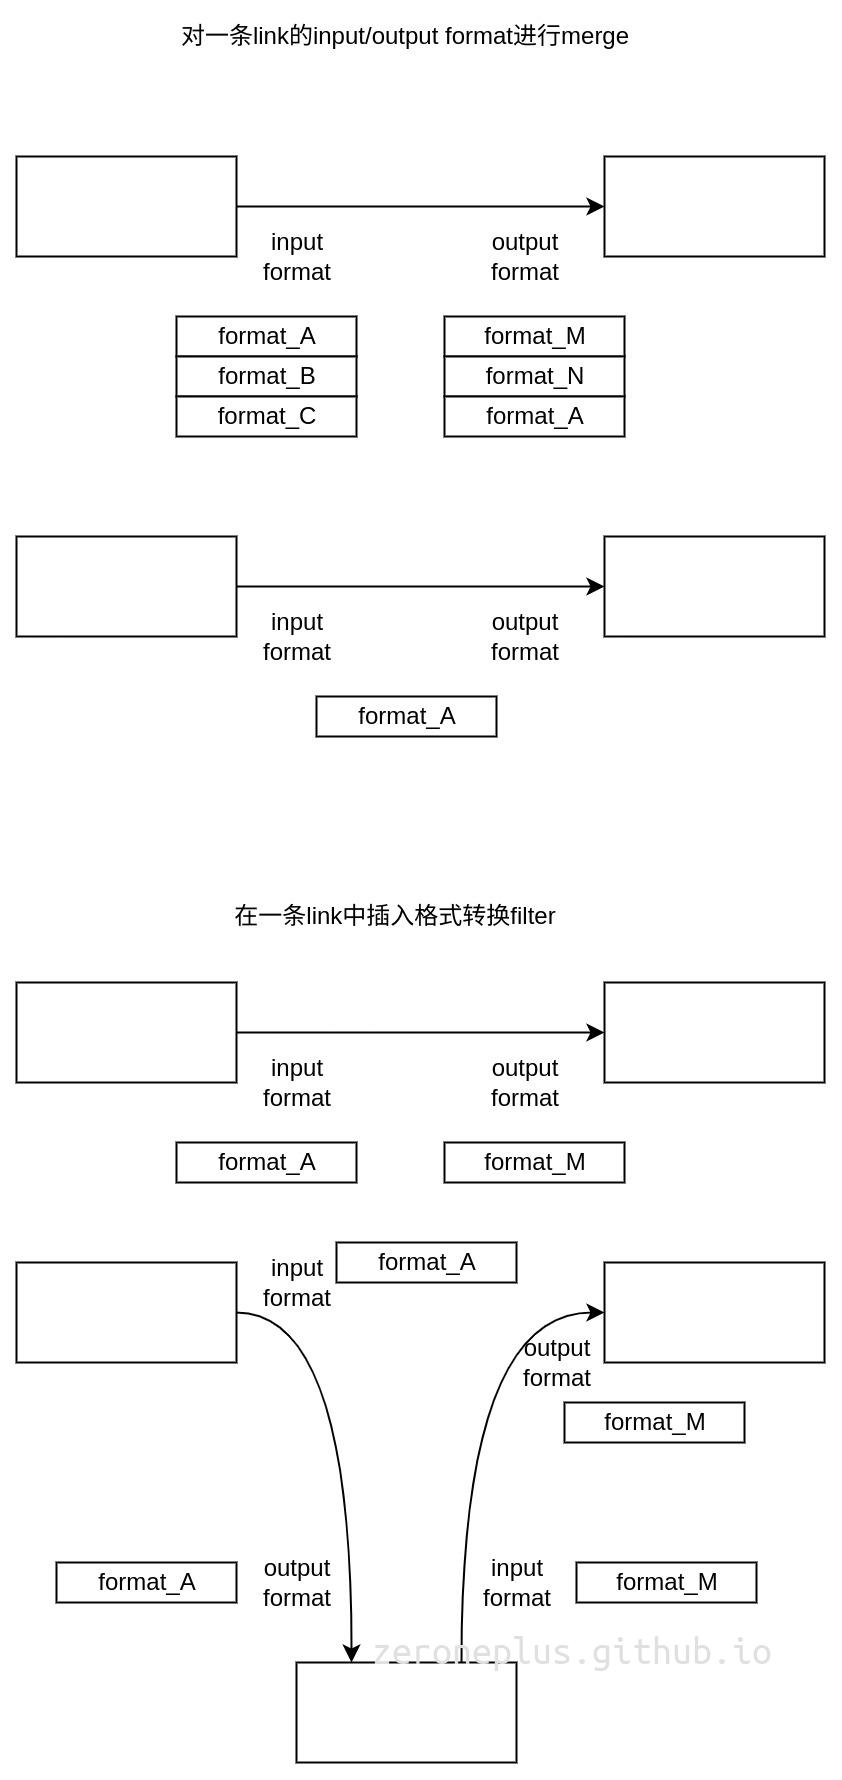 对一条link的input/output format进行merge
input
format
output
format
format_A
format_B
format_C
format_M
format_N
format_A
input
format
output
format
format_A
在一条link中插入格式转换filter
input
format
output
format
format_A
format_M
input
format
format_A
output
format
format_M
format_A
output
format
input
format
format_M
zeroneplus.github.io